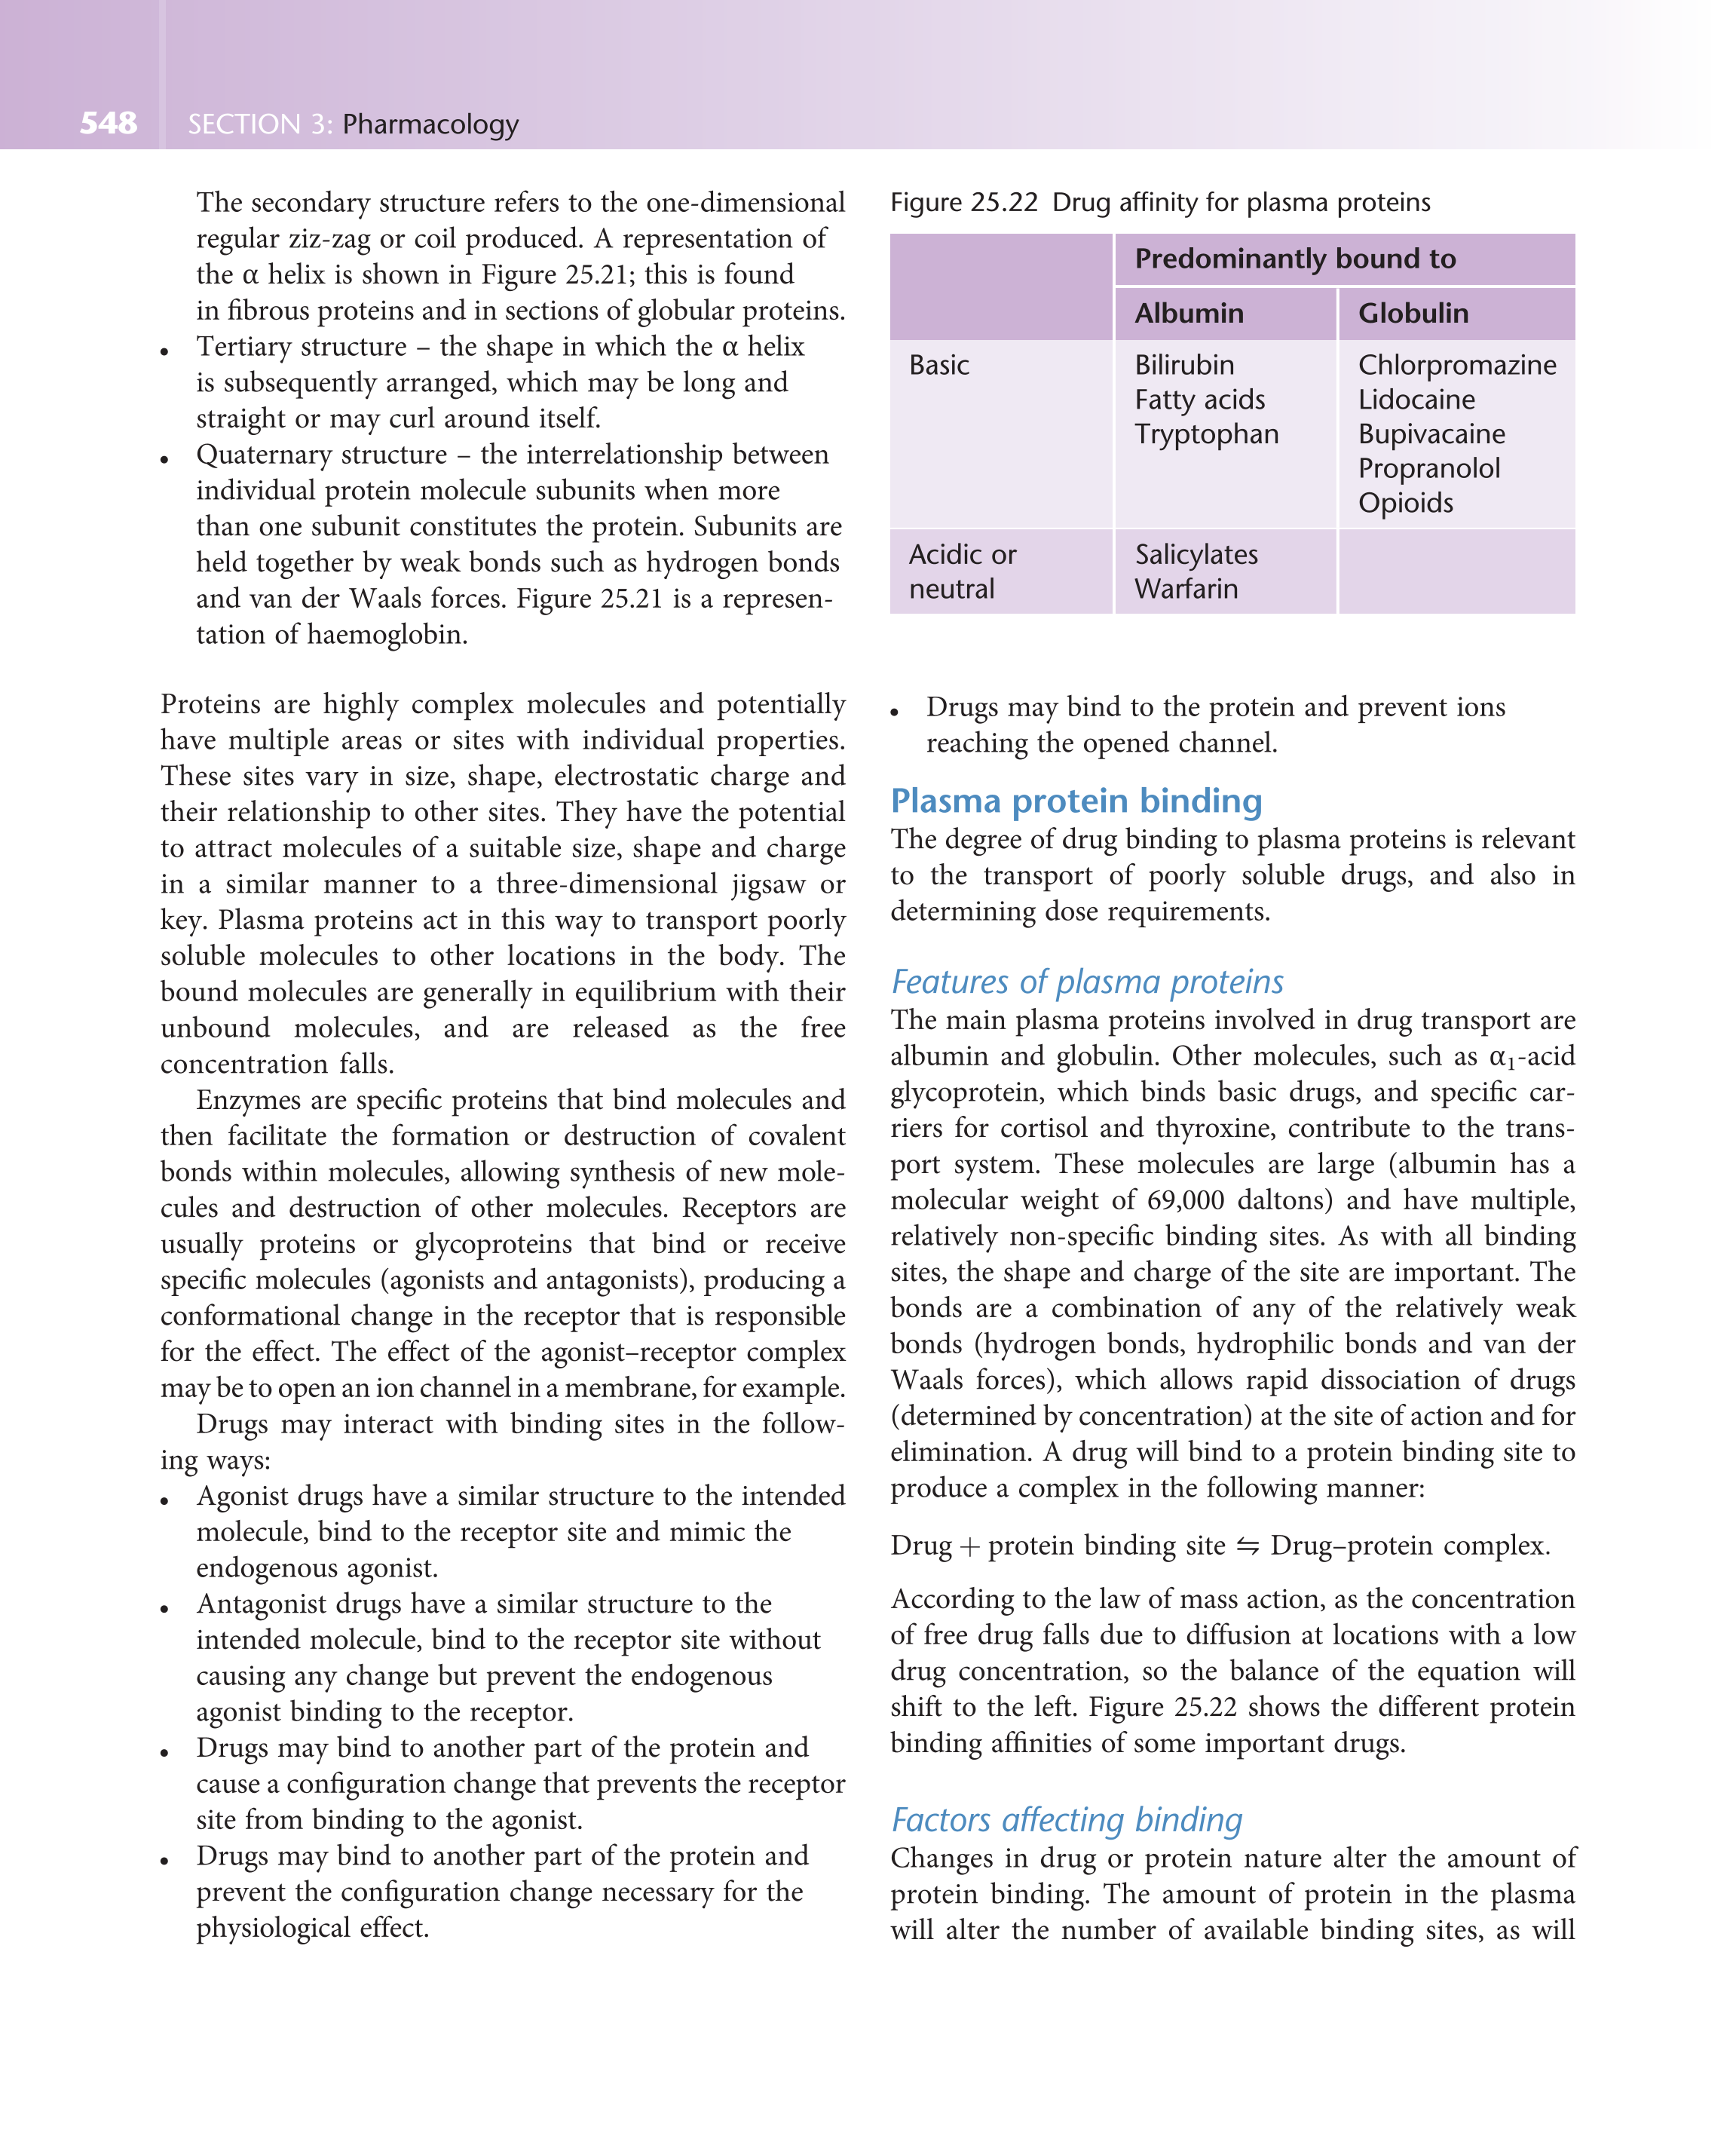 548 SECTION 3: Pharmacology
The secondary structure refers to the one-dimensional
regular ziz-zag or coil produced. A representation of
the α helix is shown in Figure 25.21; this is found
in fibrous proteins and in sections of globular proteins.
• Tertiary structure – the shape in which the α helix
is subsequently arranged, which may be long and
straight or may curl around itself.
• Quaternary structure – the interrelationship between
individual protein molecule subunits when more
than one subunit constitutes the protein. Subunits are
held together by weak bonds such as hydrogen bonds
and van der Waals forces. Figure 25.21 is a represen-
tation of haemoglobin.
Proteins are highly complex molecules and potentially
have multiple areas or sites with individual properties.
These sites vary in size, shape, electrostatic charge and
their relationship to other sites. They have the potential
to attract molecules of a suitable size, shape and charge
in a similar manner to a three-dimensional jigsaw or
key. Plasma proteins act in this way to transport poorly
soluble molecules to other locations in the body. The
bound molecules are generally in equilibrium with their
unbound molecules, and are released as the free
concentration falls.
Enzymes are specific proteins that bind molecules and
then facilitate the formation or destruction of covalent
bonds within molecules, allowing synthesis of new mole-
cules and destruction of other molecules. Receptors are
usually proteins or glycoproteins that bind or receive
specific molecules (agonists and antagonists), producing a
conformational change in the receptor that is responsible
for the effect. The effect of the agonist–receptor complex
may be to open an ion channel in a membrane, for example.
Drugs may interact with binding sites in the follow-
ing ways:
• Agonist drugs have a similar structure to the intended
molecule, bind to the receptor site and mimic the
endogenous agonist.
• Antagonist drugs have a similar structure to the
intended molecule, bind to the receptor site without
causing any change but prevent the endogenous
agonist binding to the receptor.
• Drugs may bind to another part of the protein and
cause a configuration change that prevents the receptor
site from binding to the agonist.
• Drugs may bind to another part of the protein and
prevent the configuration change necessary for the
physiological effect.
Figure 25.22 Drug affinity for plasma proteins
Predominantly bound to
Albumin Globulin
Basic Bilirubin Chlorpromazine
Fatty acids Lidocaine
Tryptophan Bupivacaine
Propranolol
Opioids
Acidic or Salicylates
neutral Warfarin
• Drugs may bind to the protein and prevent ions
reaching the opened channel.
Plasma protein binding
The degree of drug binding to plasma proteins is relevant
to the transport of poorly soluble drugs, and also in
determining dose requirements.
Features of plasma proteins
The main plasma proteins involved in drug transport are
albumin and globulin. Other molecules, such as α₁-acid
glycoprotein, which binds basic drugs, and specific car-
riers for cortisol and thyroxine, contribute to the trans-
port system. These molecules are large (albumin has a
molecular weight of 69,000 daltons) and have multiple,
relatively non-specific binding sites. As with all binding
sites, the shape and charge of the site are important. The
bonds are a combination of any of the relatively weak
bonds (hydrogen bonds, hydrophilic bonds and van der
Waals forces), which allows rapid dissociation of drugs
(determined by concentration) at the site of action and for
elimination. A drug will bind to a protein binding site to
produce a complex in the following manner:
Drug + protein binding site ⇋ Drug–protein complex.
According to the law of mass action, as the concentration
of free drug falls due to diffusion at locations with a low
drug concentration, so the balance of the equation will
shift to the left. Figure 25.22 shows the different protein
binding affinities of some important drugs.
Factors affecting binding
Changes in drug or protein nature alter the amount of
protein binding. The amount of protein in the plasma
will alter the number of available binding sites, as will